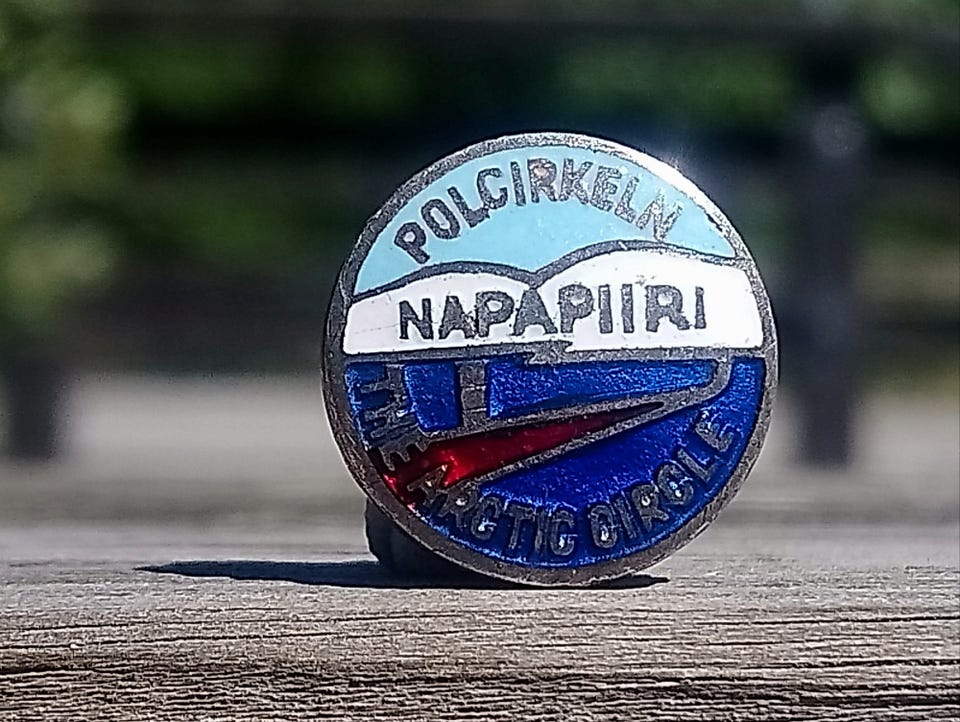 POLCIRKELN
NAPAPIIRI
THE ARCTIC CIRCLE